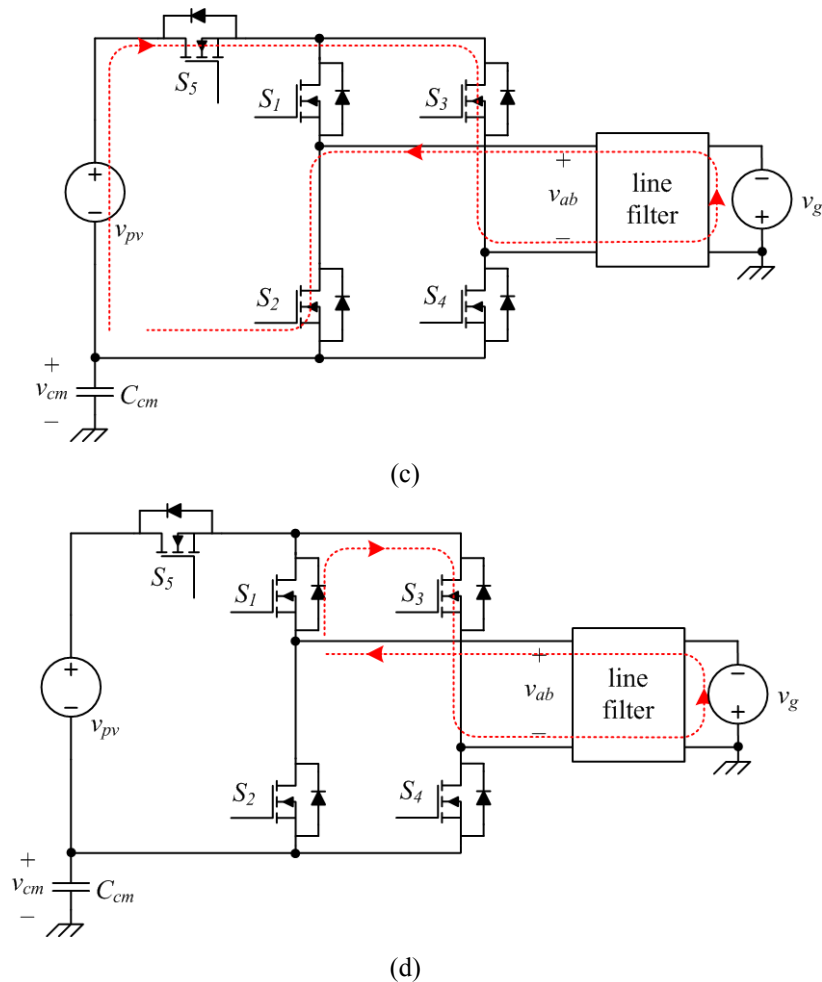 S5
S1
S3
+
−
vpv
+
vab
−
line
filter
−
+
vg
S2
S4
+
vcm
−
Ccm
(c)
S5
S1
S3
+
−
vpv
+
vab
−
line
filter
−
+
vg
S2
S4
+
vcm
−
Ccm
(d)